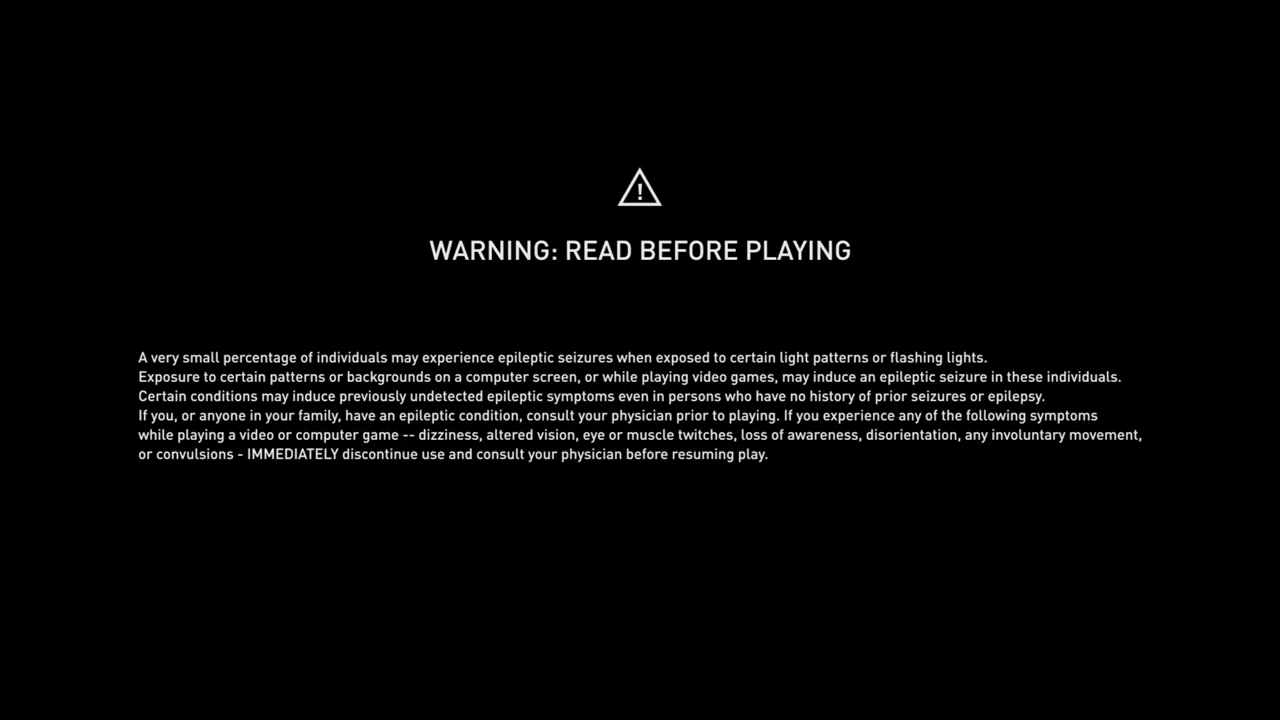 !
WARNING: READ BEFORE PLAYING
A very small percentage of individuals may experience epileptic seizures when exposed to certain light patterns or flashing lights.
Exposure to certain patterns or backgrounds on a computer screen, or while playing video games, may induce an epileptic seizure in these individuals.
Certain conditions may induce previously undetected epileptic symptoms even in persons who have no history of prior seizures or epilepsy.
If you, or anyone in your family, have an epileptic condition, consult your physician prior to playing. If you experience any of the following symptoms
while playing a video or computer game -- dizziness, altered vision, eye or muscle twitches, loss of awareness, disorientation, any involuntary movement,
or convulsions - IMMEDIATELY discontinue use and consult your physician before resuming play.